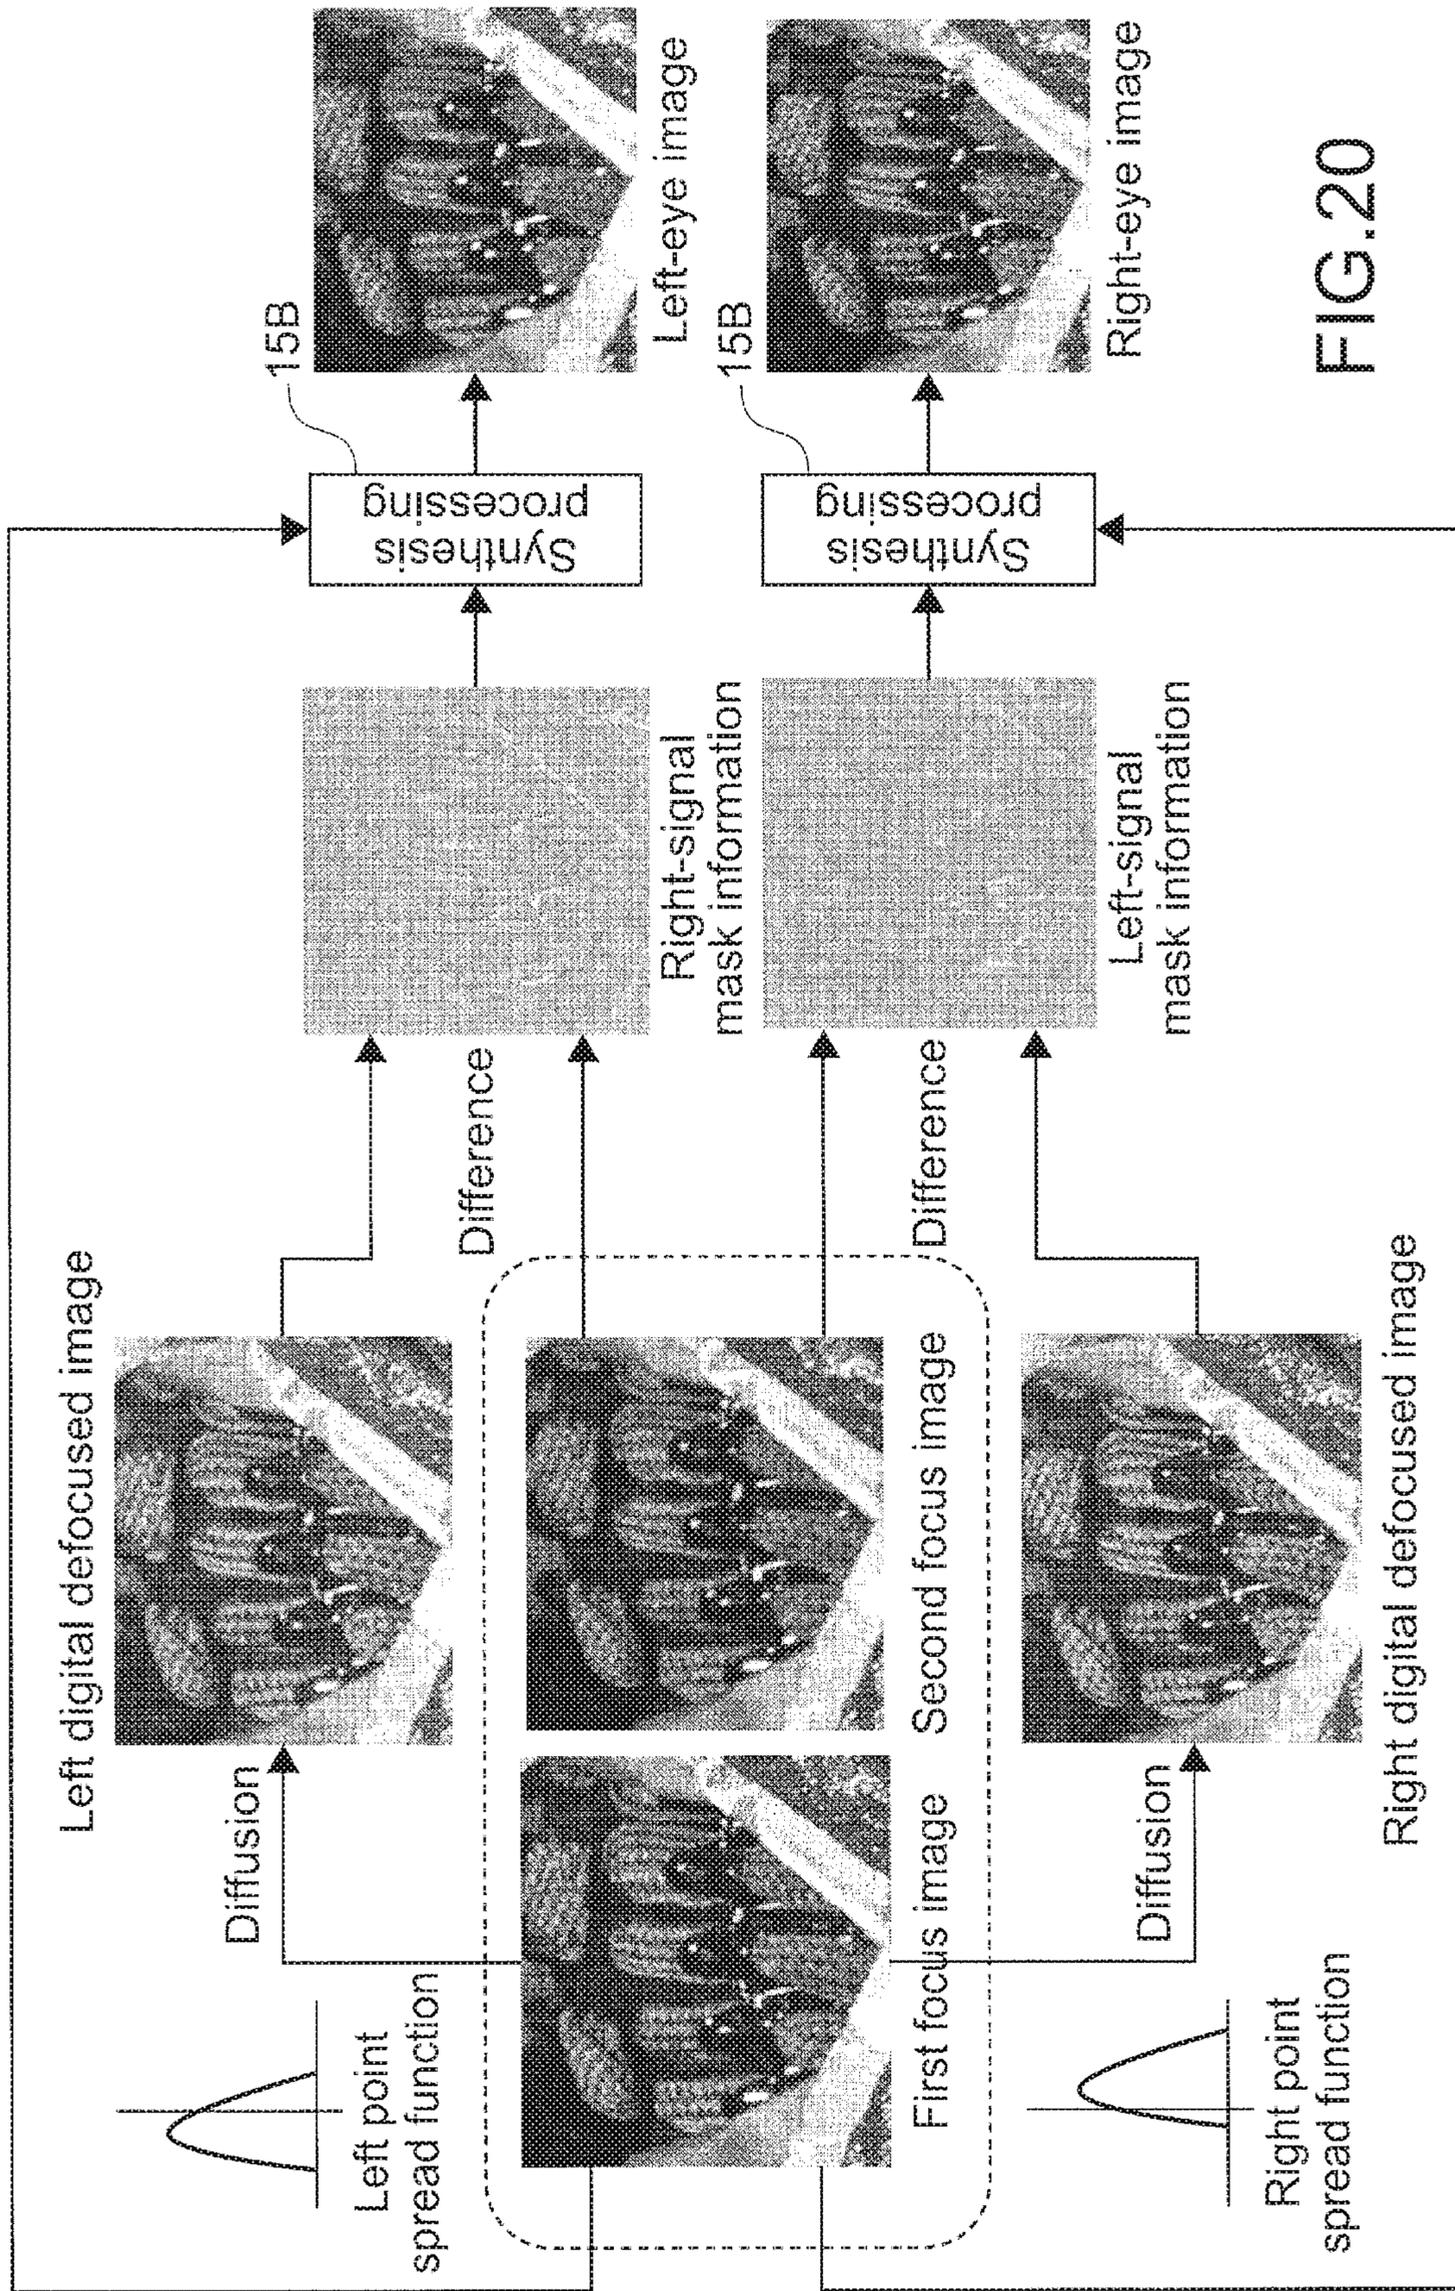 Left point
spread function
Diffusion
Left digital defocused image
Difference
Right-signal
mask information
15B
Synthesis
processing
Left-eye image
First focus image
Second focus image
Difference
Left-signal
mask information
15B
Synthesis
processing
Right-eye image
Right point
spread function
Diffusion
Right digital defocused image
FIG.20